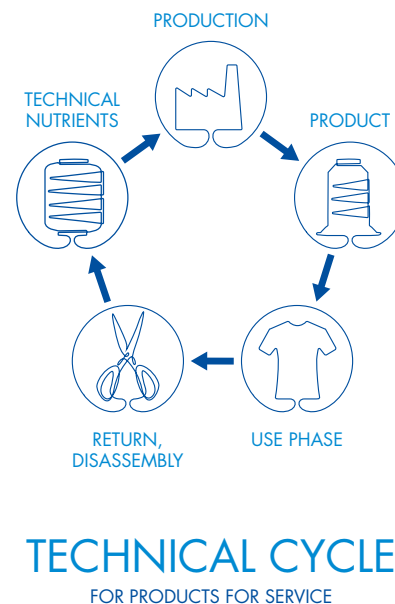 PRODUCTION
TECHNICAL
NUTRIENTS
PRODUCT
RETURN,
DISASSEMBLY
USE PHASE
TECHNICAL CYCLE
FOR PRODUCTS FOR SERVICE